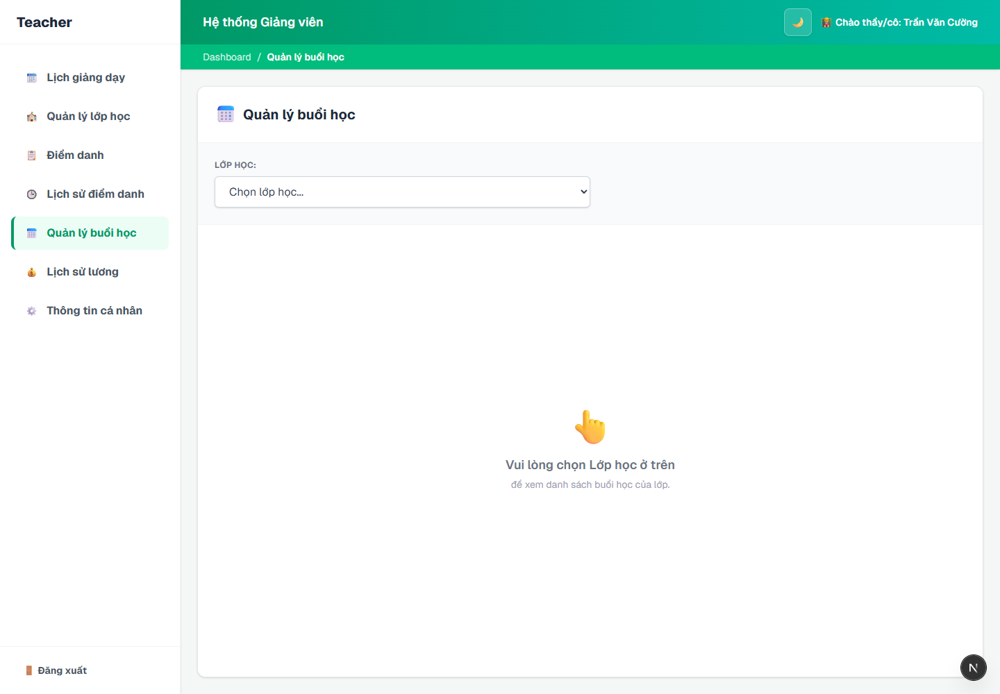 Teacher
Lịch giảng dạy
Quản lý lớp học
Điểm danh
Lịch sử điểm danh
Quản lý buổi học
Lịch sử lương
Thông tin cá nhân
Đăng xuất
Hệ thống Giảng viên
Chào thầy/cô: Trần Văn Cường
Dashboard / Quản lý buổi học
Quản lý buổi học
LỚP HỌC:
Chọn lớp học...
Vui lòng chọn Lớp học ở trên
để xem danh sách buổi học của lớp.
N